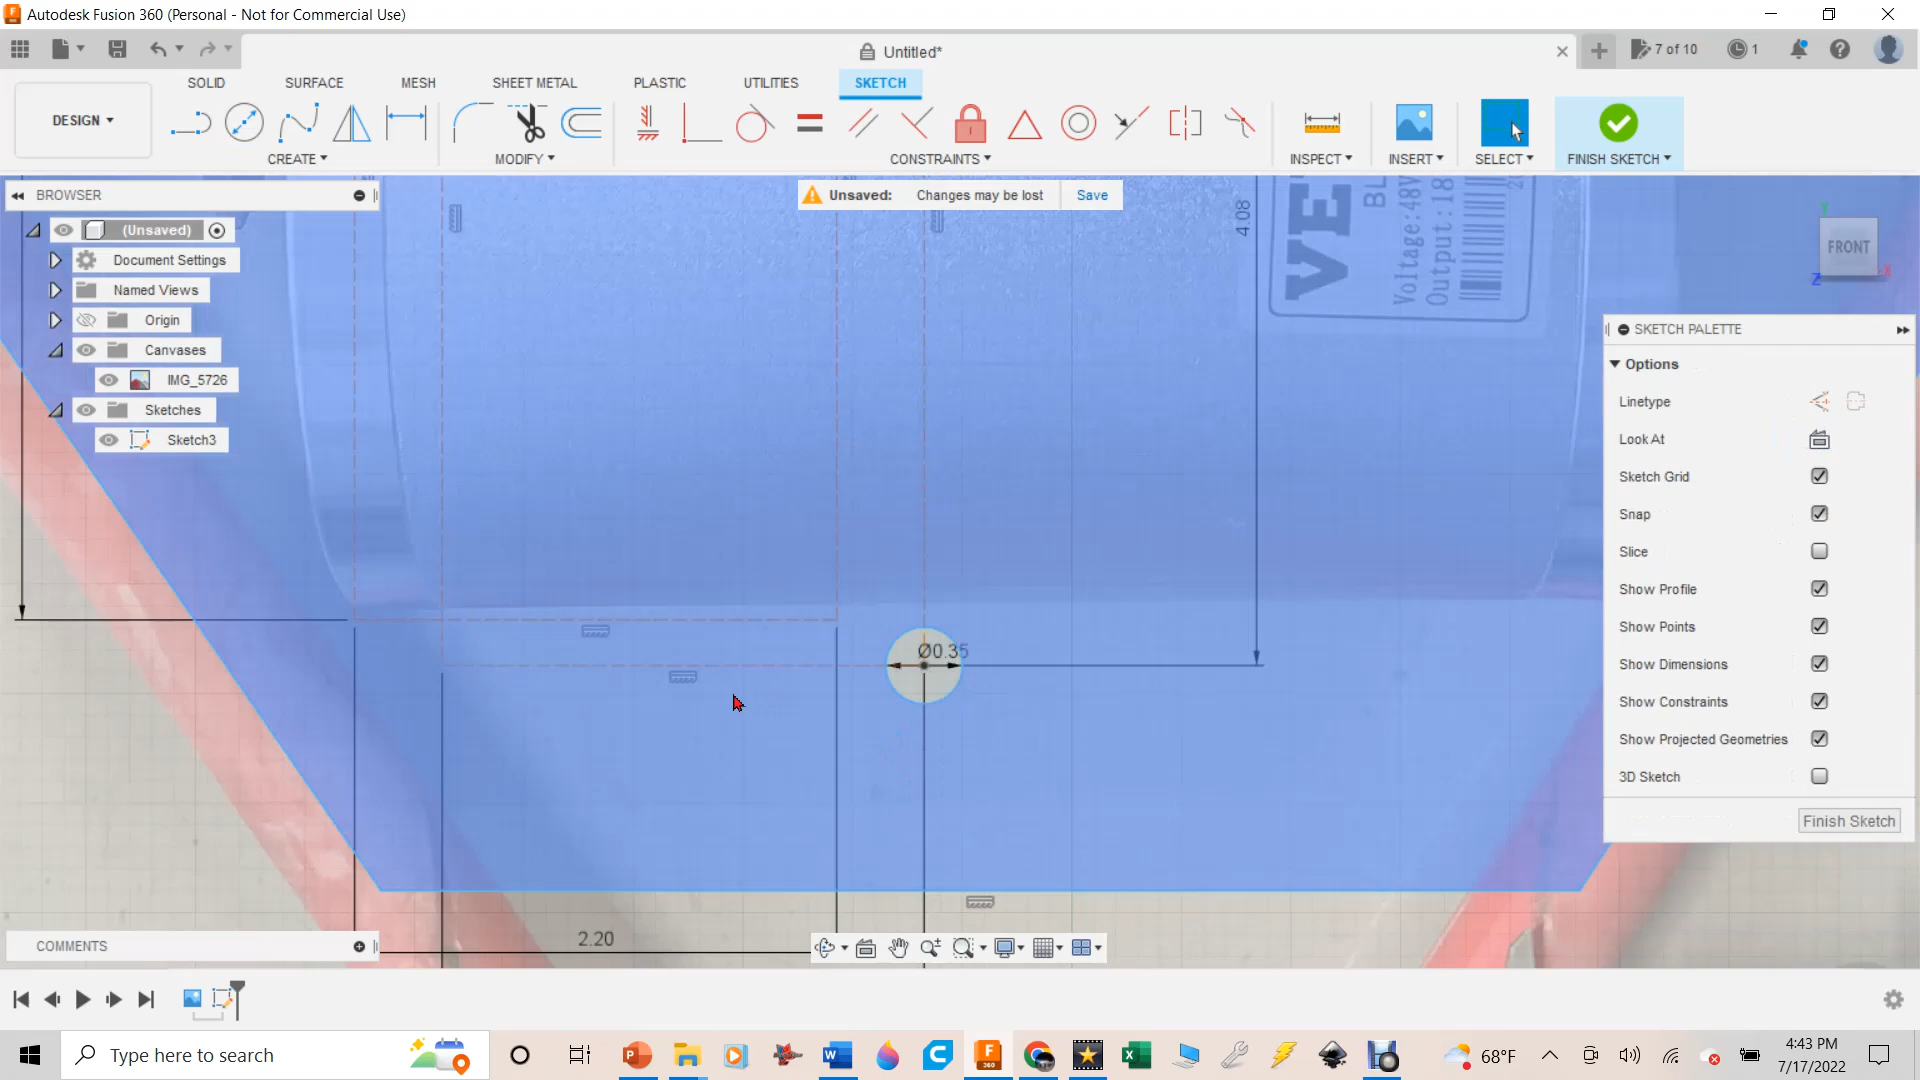 Autodesk Fusion 360 (Personal - Not for Commercial Use)
Untitled*
7 of 10
1
SOLID SURFACE MESH SHEET METAL PLASTIC UTILITIES SKETCH
DESIGN
CREATE MODIFY CONSTRAINTS INSPECT INSERT SELECT FINISH SKETCH
BROWSER
Unsaved: Changes may be lost Save
(Unsaved)
Document Settings
Named Views
Origin
Canvases
IMG_5726
Sketches
Sketch3
4.08
VE
BL
Voltage:48V
Output:18
20
FRONT
Y
Z
X
SKETCH PALETTE
Options
Linetype
Look At
Sketch Grid
Snap
Slice
Show Profile
Show Points
Show Dimensions
Show Constraints
Show Projected Geometries
3D Sketch
Finish Sketch
Ø0.35
2.20
COMMENTS
Type here to search
68°F
4:43 PM
7/17/2022